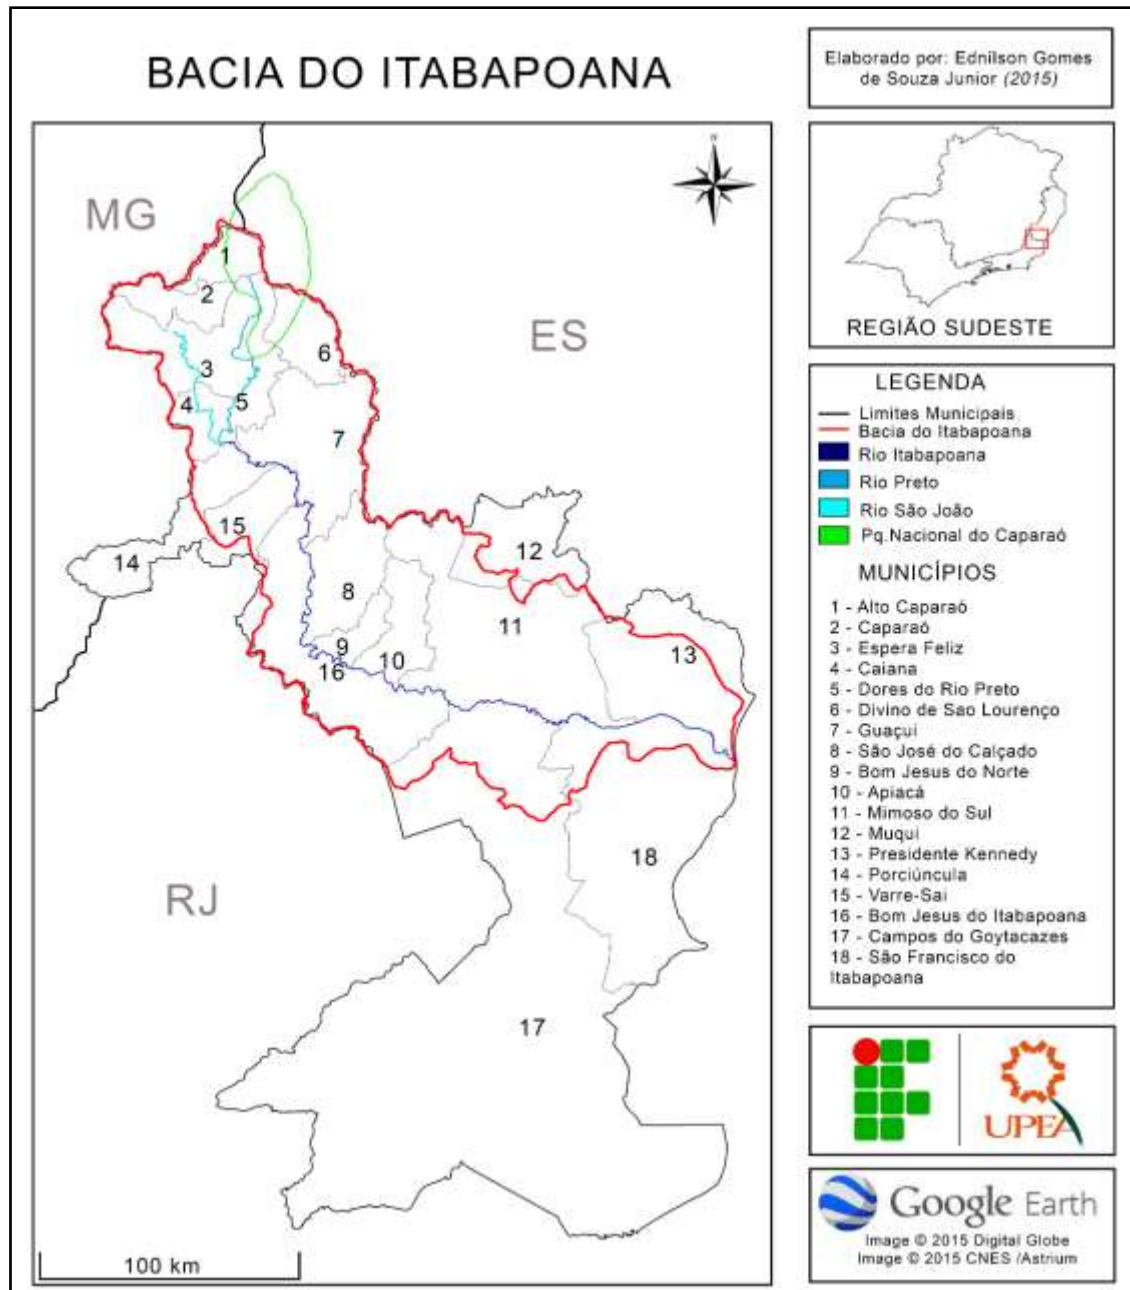 BACIA DO ITABAPOANA
Elaborado por: Ednílson Gomes
de Souza Junior (2015)
N
MG
ES
RJ
1
2
3
4
5
6
7
8
9
10
11
12
13
14
15
16
17
18
100 km
REGIÃO SUDESTE
LEGENDA
Limites Municipais
Bacia do Itabapoana
Rio Itabapoana
Rio Preto
Rio São João
Pq.Nacional do Caparaó
MUNICÍPIOS
1 - Alto Caparaó
2 - Caparaó
3 - Espera Feliz
4 - Caiana
5 - Dores do Rio Preto
6 - Divino de Sao Lourenço
7 - Guaçuí
8 - São José do Calçado
9 - Bom Jesus do Norte
10 - Apiacá
11 - Mimoso do Sul
12 - Muqui
13 - Presidente Kennedy
14 - Porciúncula
15 - Varre-Sai
16 - Bom Jesus do Itabapoana
17 - Campos do Goytacazes
18 - São Francisco do
Itabapoana
UPEA
Google Earth
Image © 2015 Digital Globe
Image © 2015 CNES /Astrium